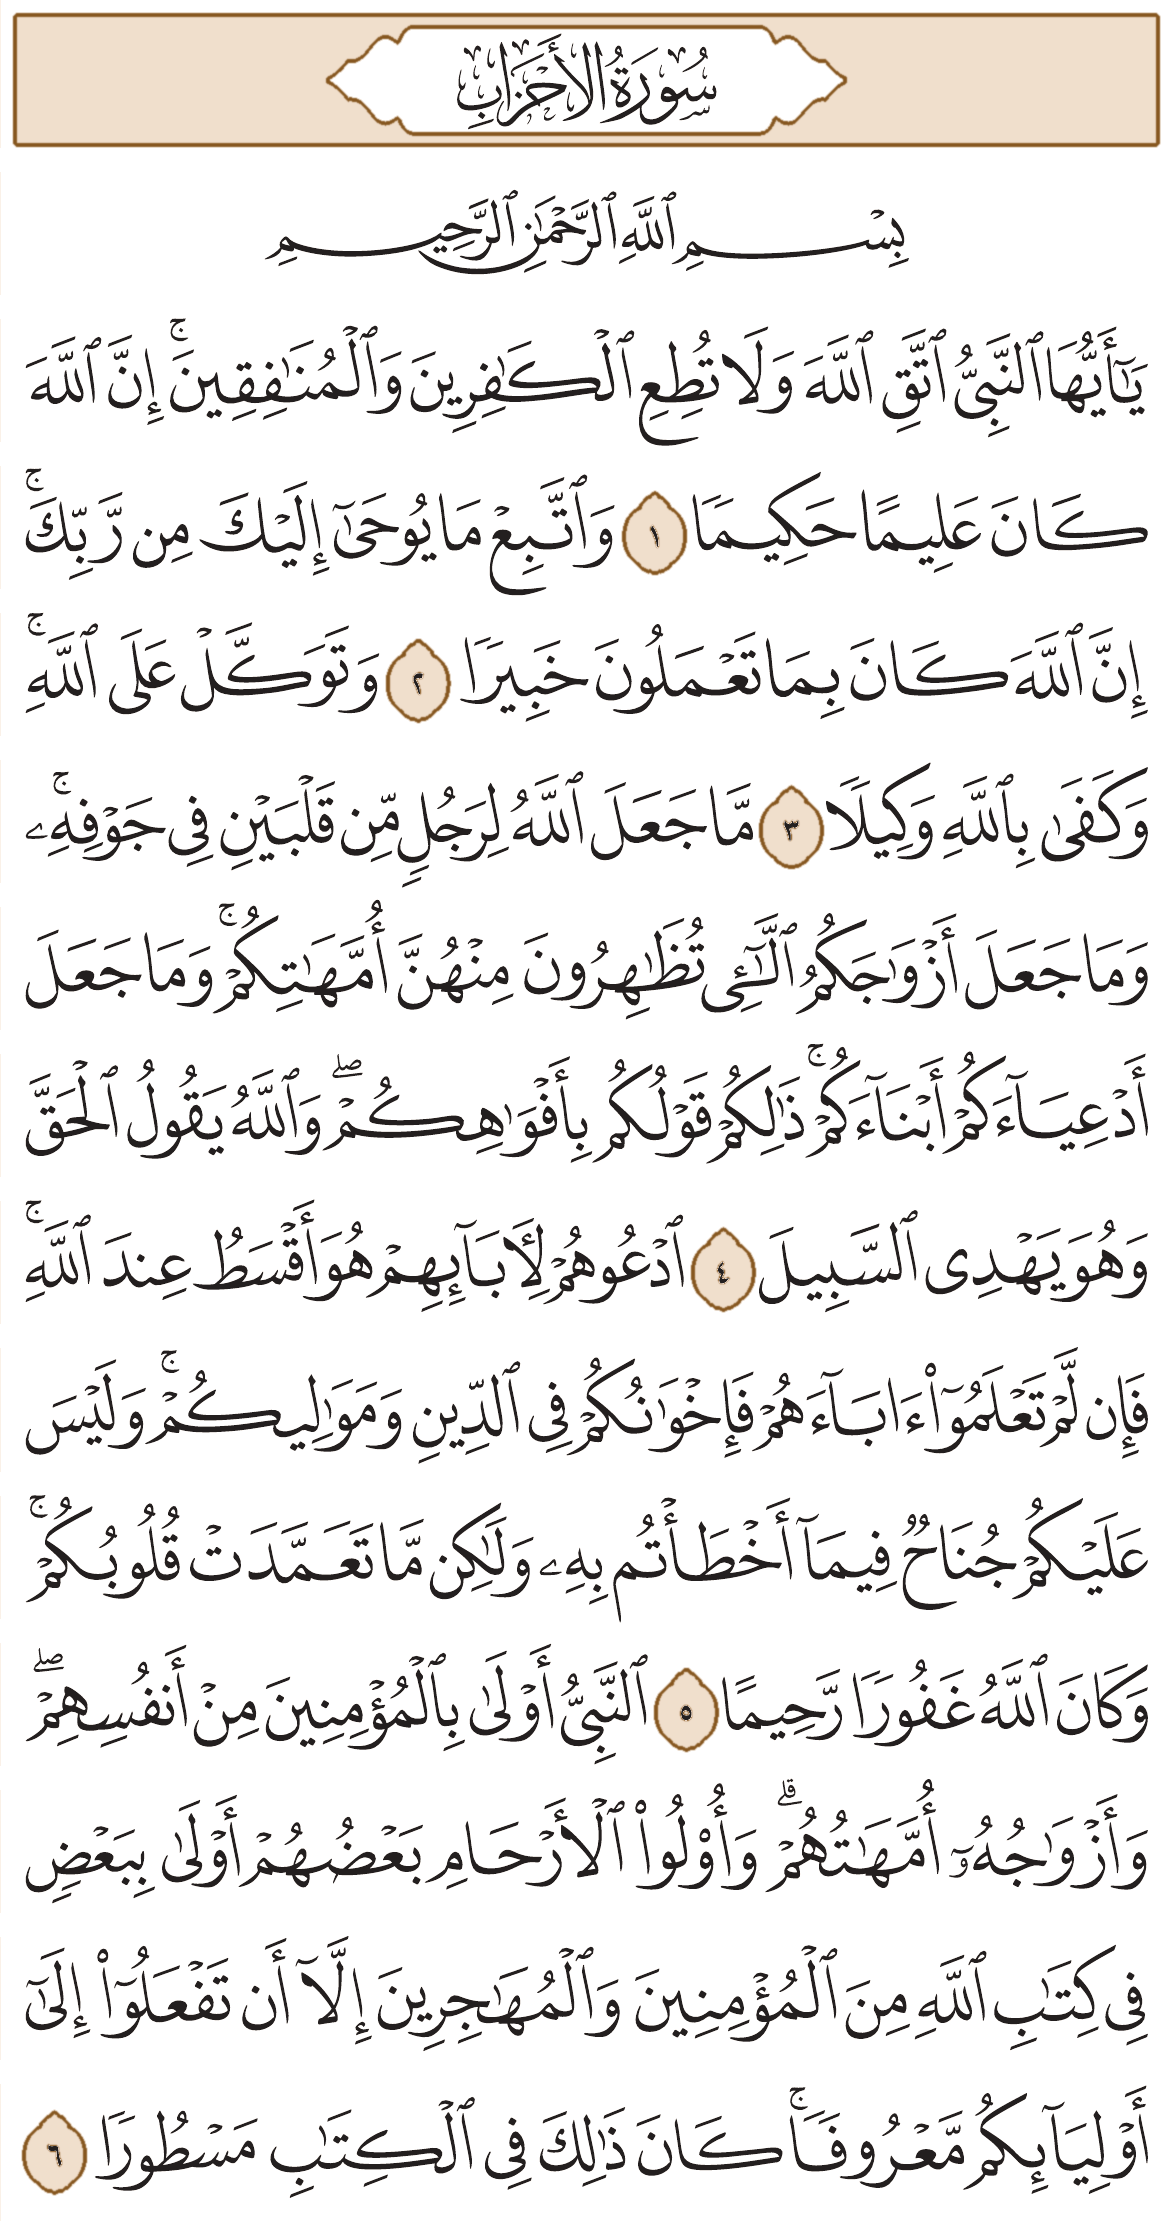 سُورَةُ الأَحْزَابِ
بِسْمِ ٱللَّهِ ٱلرَّحْمَٰنِ ٱلرَّحِيمِ
يَٰٓأَيُّهَا ٱلنَّبِىُّ ٱتَّقِ ٱللَّهَ وَلَا تُطِعِ ٱلْكَٰفِرِينَ وَٱلْمُنَٰفِقِينَ ۚ إِنَّ ٱللَّهَ
كَانَ عَلِيمًا حَكِيمًا ١ وَٱتَّبِعْ مَا يُوحَىٰٓ إِلَيْكَ مِن رَّبِّكَ ۚ
إِنَّ ٱللَّهَ كَانَ بِمَا تَعْمَلُونَ خَبِيرًا ٢ وَتَوَكَّلْ عَلَى ٱللَّهِ ۚ
وَكَفَىٰ بِٱللَّهِ وَكِيلًا ٣ مَّا جَعَلَ ٱللَّهُ لِرَجُلٍ مِّن قَلْبَيْنِ فِى جَوْفِهِۦ ۚ
وَمَا جَعَلَ أَزْوَٰجَكُمُ ٱلَّٰٓـِٔى تُظَٰهِرُونَ مِنْهُنَّ أُمَّهَٰتِكُمْ ۚ وَمَا جَعَلَ
أَدْعِيَآءَكُمْ أَبْنَآءَكُمْ ۚ ذَٰلِكُمْ قَوْلُكُم بِأَفْوَٰهِكُمْ ۖ وَٱللَّهُ يَقُولُ ٱلْحَقَّ
وَهُوَ يَهْدِى ٱلسَّبِيلَ ٤ ٱدْعُوهُمْ لِءَابَآئِهِمْ هُوَ أَقْسَطُ عِندَ ٱللَّهِ ۚ
فَإِن لَّمْ تَعْلَمُوٓا۟ ءَابَآءَهُمْ فَإِخْوَٰنُكُمْ فِى ٱلدِّينِ وَمَوَٰلِيكُمْ ۚ وَلَيْسَ
عَلَيْكُمْ جُنَاحٌ فِيمَآ أَخْطَأْتُم بِهِۦ وَلَٰكِن مَّا تَعَمَّدَتْ قُلُوبُكُمْ ۚ
وَكَانَ ٱللَّهُ غَفُورًا رَّحِيمًا ٥ ٱلنَّبِىُّ أَوْلَىٰ بِٱلْمُؤْمِنِينَ مِنْ أَنفُسِهِمْ ۖ
وَأَزْوَٰجُهُۥٓ أُمَّهَٰتُهُمْ ۗ وَأُو۟لُوا۟ ٱلْأَرْحَامِ بَعْضُهُمْ أَوْلَىٰ بِبَعْضٍ
فِى كِتَٰبِ ٱللَّهِ مِنَ ٱلْمُؤْمِنِينَ وَٱلْمُهَٰجِرِينَ إِلَّآ أَن تَفْعَلُوٓا۟ إِلَىٰٓ
أَوْلِيَآئِكُم مَّعْرُوفًا ۚ كَانَ ذَٰلِكَ فِى ٱلْكِتَٰبِ مَسْطُورًا ٦